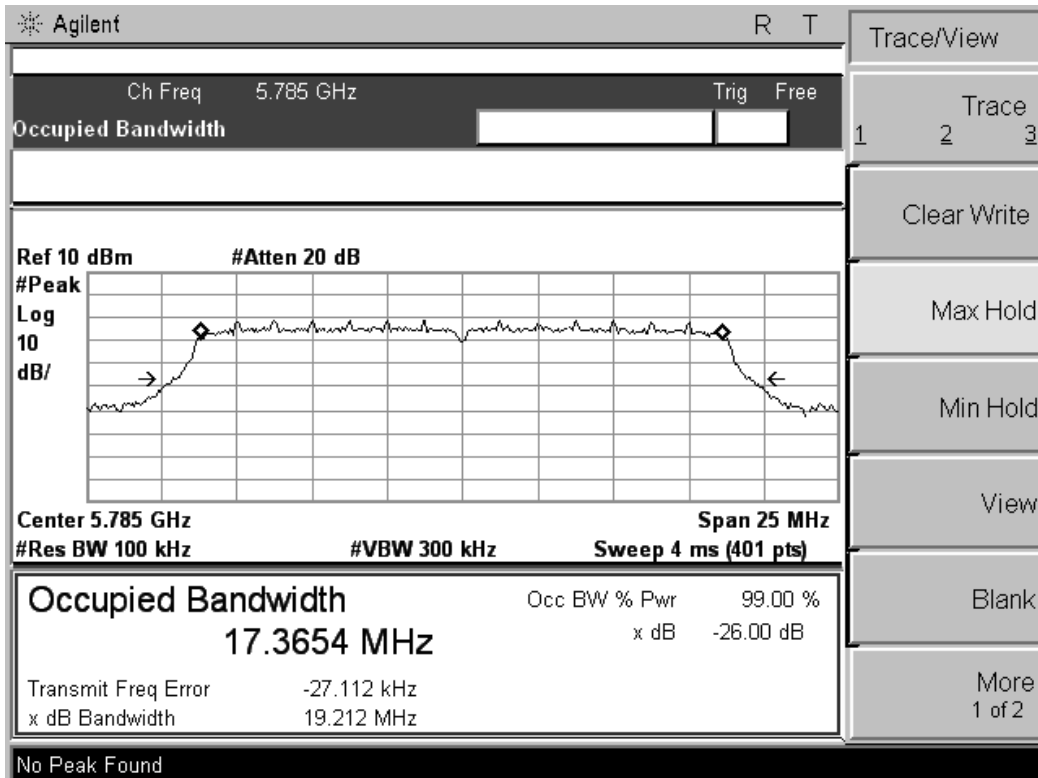 Agilent R T
Ch Freq 5.785 GHz Trig Free
Occupied Bandwidth
Ref 10 dBm #Atten 20 dB
#Peak
Log
10
dB/
Center 5.785 GHz Span 25 MHz
#Res BW 100 kHz #VBW 300 kHz Sweep 4 ms (401 pts)
Occupied Bandwidth
17.3654 MHz
Occ BW % Pwr 99.00 %
x dB -26.00 dB
Transmit Freq Error -27.112 kHz
x dB Bandwidth 19.212 MHz
No Peak Found
Trace/View
Trace
1 2 3
Clear Write
Max Hold
Min Hold
View
Blank
More
1 of 2